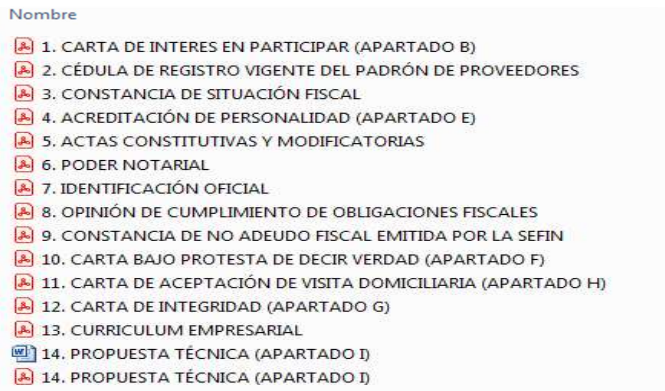 Nombre
1. CARTA DE INTERES EN PARTICIPAR (APARTADO B)
2. CÉDULA DE REGISTRO VIGENTE DEL PADRÓN DE PROVEEDORES
3. CONSTANCIA DE SITUACIÓN FISCAL
4. ACREDITACIÓN DE PERSONALIDAD (APARTADO E)
5. ACTAS CONSTITUTIVAS Y MODIFICATORIAS
6. PODER NOTARIAL
7. IDENTIFICACIÓN OFICIAL
8. OPINIÓN DE CUMPLIMIENTO DE OBLIGACIONES FISCALES
9. CONSTANCIA DE NO ADEUDO FISCAL EMITIDA POR LA SEFIN
10. CARTA BAJO PROTESTA DE DECIR VERDAD (APARTADO F)
11. CARTA DE ACEPTACIÓN DE VISITA DOMICILIARIA (APARTADO H)
12. CARTA DE INTEGRIDAD (APARTADO G)
13. CURRICULUM EMPRESARIAL
14. PROPUESTA TÉCNICA (APARTADO I)
14. PROPUESTA TÉCNICA (APARTADO I)